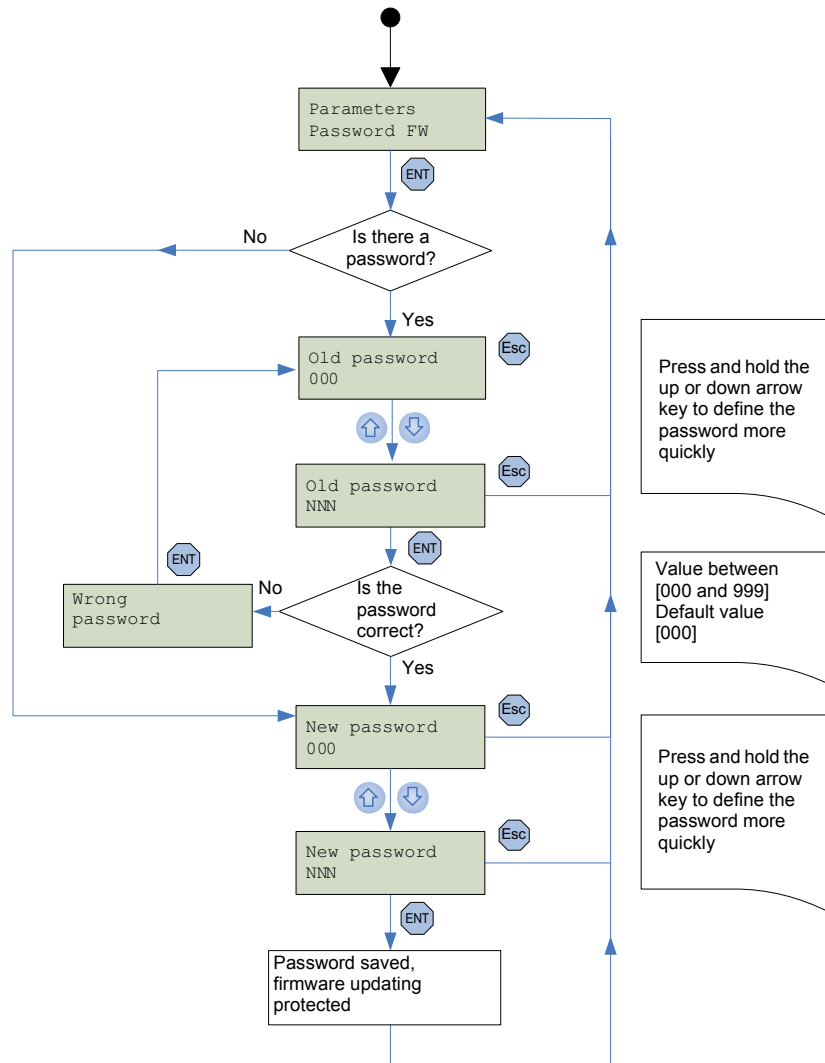 Parameters
Password FW
ENT
Is there a
password?
No
Yes
Old password
000
Esc
Press and hold the
up or down arrow
key to define the
password more
quickly
Old password
NNN
Esc
ENT
ENT
Wrong
password
No
Is the
password
correct?
Value between
[000 and 999]
Default value
[000]
Yes
New password
000
Esc
Press and hold the
up or down arrow
key to define the
password more
quickly
New password
NNN
Esc
ENT
Password saved,
firmware updating
protected